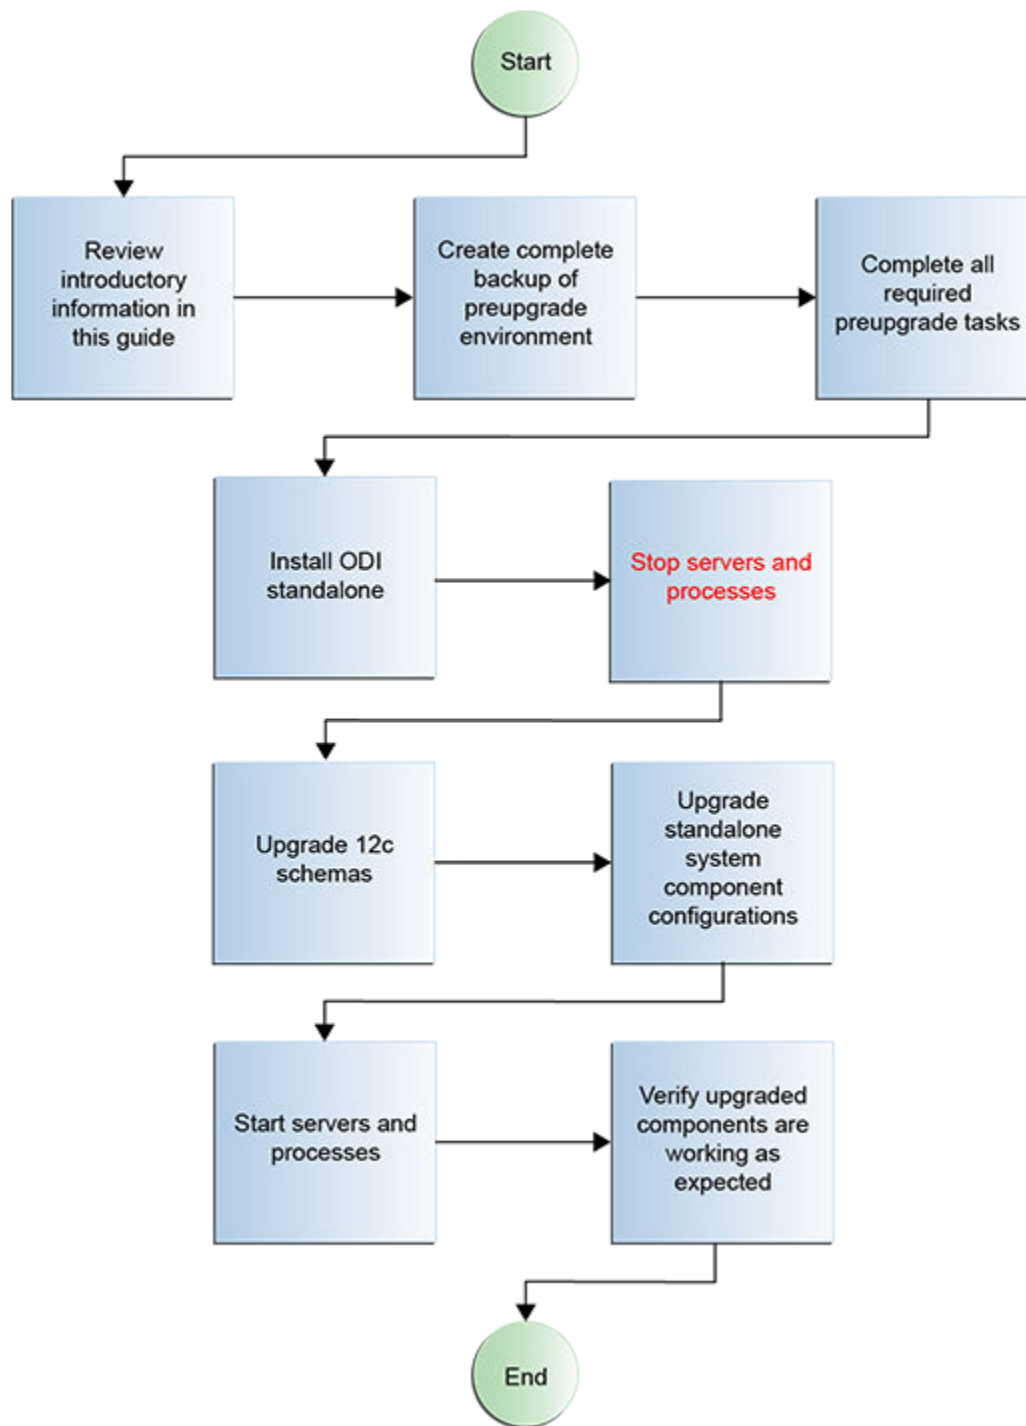 Start
Review
introductory
information in
this guide
Create complete
backup of
preupgrade
environment
Complete all
required
preupgrade tasks
Install ODI
standalone
Stop servers and
processes
Upgrade 12c
schemas
Upgrade
standalone
system
component
configurations
Start servers and
processes
Verify upgraded
components are
working as
expected
End